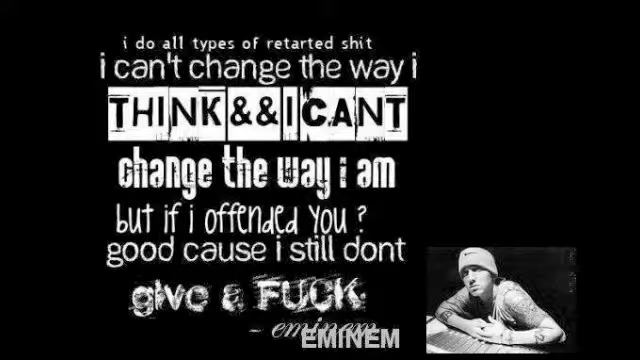 i do all types of retarted shit
i can't change the way i
THINK&&I CANT
change the way i am
but if i offended you ?
good cause i still dont
give a FUCK
- eminem
EMINEM